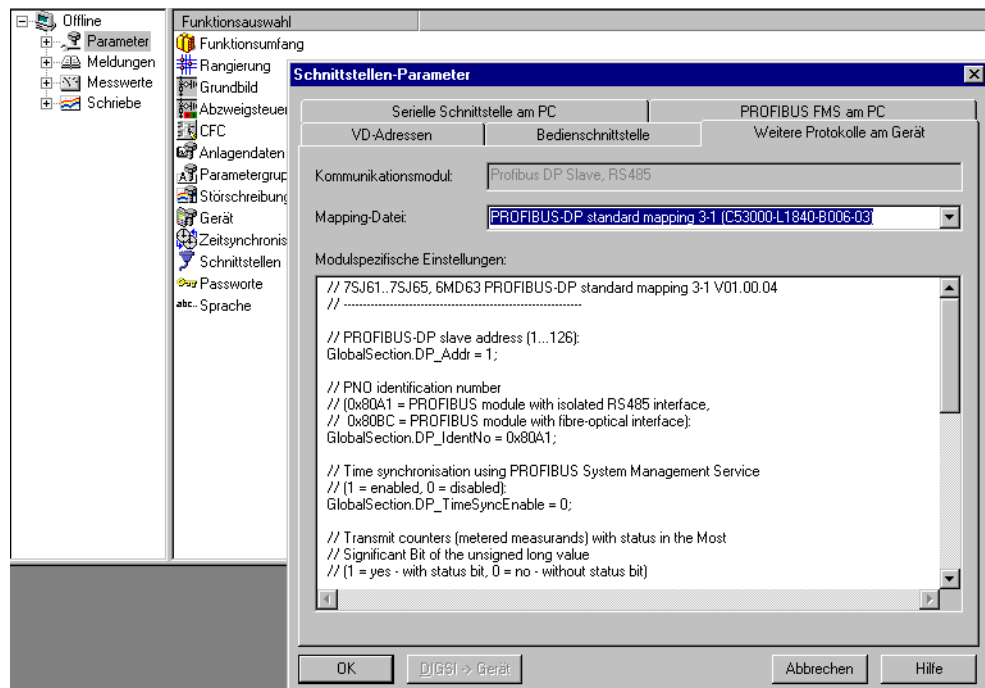 Offline
Parameter
Meldungen
Messwerte
Schriebe
Funktionsauswahl
Funktionsumfang
Rangierung
Grundbild
Abzweigsteuer
CFC
Anlagendaten
Parametergrup
Störschreibung
Gerät
Zeitsynchronis
Schnittstellen
Passworte
abc.. Sprache
Schnittstellen-Parameter
Serielle Schnittstelle am PC
PROFIBUS FMS am PC
VD-Adressen
Bedienschnittstelle
Weitere Protokolle am Gerät
Kommunikationsmodul:
Profibus DP Slave, RS485
Mapping-Datei:
PROFIBUS-DP standard mapping 3-1 (C53000-L1840-B006-03)
Modulspezifische Einstellungen:
// 7SJ61..7SJ65, 6MD63 PROFIBUS-DP standard mapping 3-1 V01.00.04
// ------------------------------------------------------------
// PROFIBUS-DP slave address (1...126):
GlobalSection.DP_Addr = 1;
// PNO identification number
// (0x80A1 = PROFIBUS module with isolated RS485 interface,
// 0x80BC = PROFIBUS module with fibre-optical interface):
GlobalSection.DP_IdentNo = 0x80A1;
// Time synchronisation using PROFIBUS System Management Service
// (1 = enabled, 0 = disabled):
GlobalSection.DP_TimeSyncEnable = 0;
// Transmit counters (metered measurands) with status in the Most
// Significant Bit of the unsigned long value
// (1 = yes - with status bit, 0 = no - without status bit)
OK
DIGSI -> Gerät
Abbrechen
Hilfe